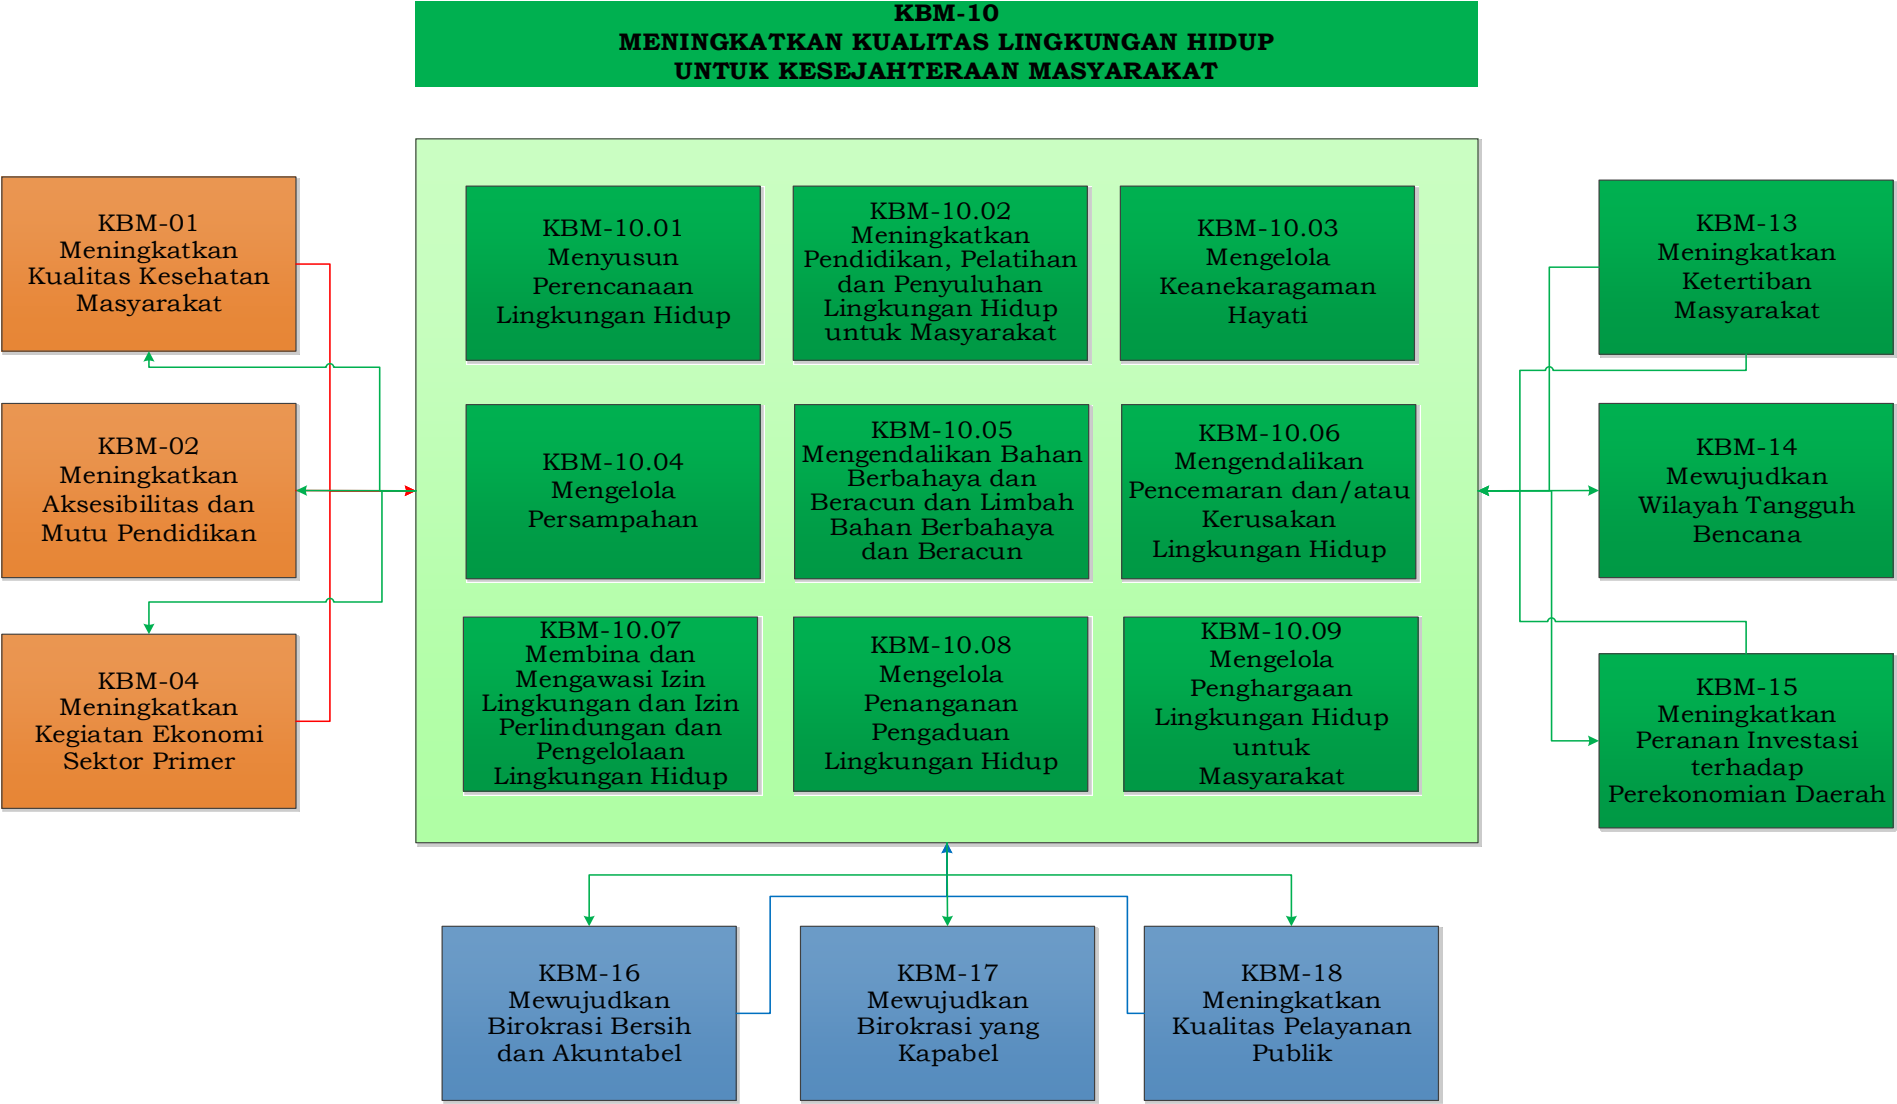 KBM-10
MENINGKATKAN KUALITAS LINGKUNGAN HIDUP
UNTUK KESEJAHTERAAN MASYARAKAT
KBM-01
Meningkatkan
Kualitas Kesehatan
Masyarakat
KBM-02
Meningkatkan
Aksesibilitas dan
Mutu Pendidikan
KBM-04
Meningkatkan
Kegiatan Ekonomi
Sektor Primer
KBM-10.01
Menyusun
Perencanaan
Lingkungan Hidup
KBM-10.02
Meningkatkan
Pendidikan, Pelatihan
dan Penyuluhan
Lingkungan Hidup
untuk Masyarakat
KBM-10.03
Mengelola
Keanekaragaman
Hayati
KBM-10.04
Mengelola
Persampahan
KBM-10.05
Mengendalikan Bahan
Berbahaya dan
Beracun dan Limbah
Bahan Berbahaya
dan Beracun
KBM-10.06
Mengendalikan
Pencemaran dan/atau
Kerusakan
Lingkungan Hidup
KBM-10.07
Membina dan
Mengawasi Izin
Lingkungan dan Izin
Perlindungan dan
Pengelolaan
Lingkungan Hidup
KBM-10.08
Mengelola
Penanganan
Pengaduan
Lingkungan Hidup
KBM-10.09
Mengelola
Penghargaan
Lingkungan Hidup
untuk
Masyarakat
KBM-13
Meningkatkan
Ketertiban
Masyarakat
KBM-14
Mewujudkan
Wilayah Tangguh
Bencana
KBM-15
Meningkatkan
Peranan Investasi
terhadap
Perekonomian Daerah
KBM-16
Mewujudkan
Birokrasi Bersih
dan Akuntabel
KBM-17
Mewujudkan
Birokrasi yang
Kapabel
KBM-18
Meningkatkan
Kualitas Pelayanan
Publik